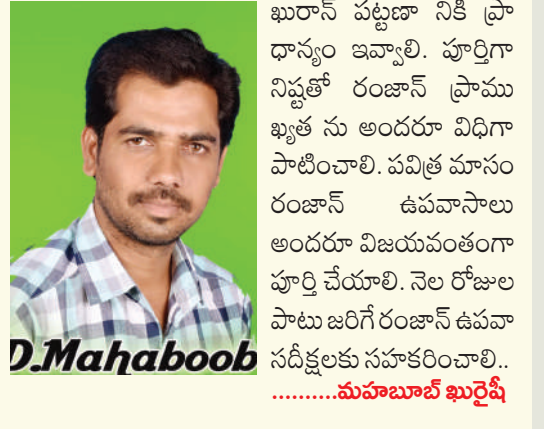 ఖురాన్ పట్టణా నికి ప్రా
ధాన్యం ఇవ్వాలి. పూర్తిగా
నిష్టతో రంజాన్ ప్రాము
ఖ్యత ను అందరూ విధిగా
పాటించాలి. పవిత్ర మాసం
రంజాన్ ఉపవాసాలు
అందరూ విజయవంతంగా
పూర్తి చేయాలి. నెల రోజుల
పాటు జరిగే రంజాన్ ఉపవా
సదీక్షలకు సహకరించాలి..
..........మహబూబ్ ఖురైషీ
D.Mahaboob